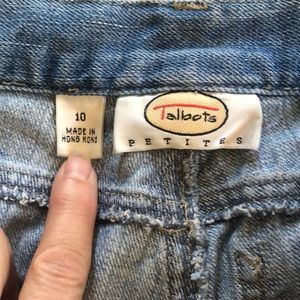 10
MADE IN
HONG KONG
Talbots
PETITES